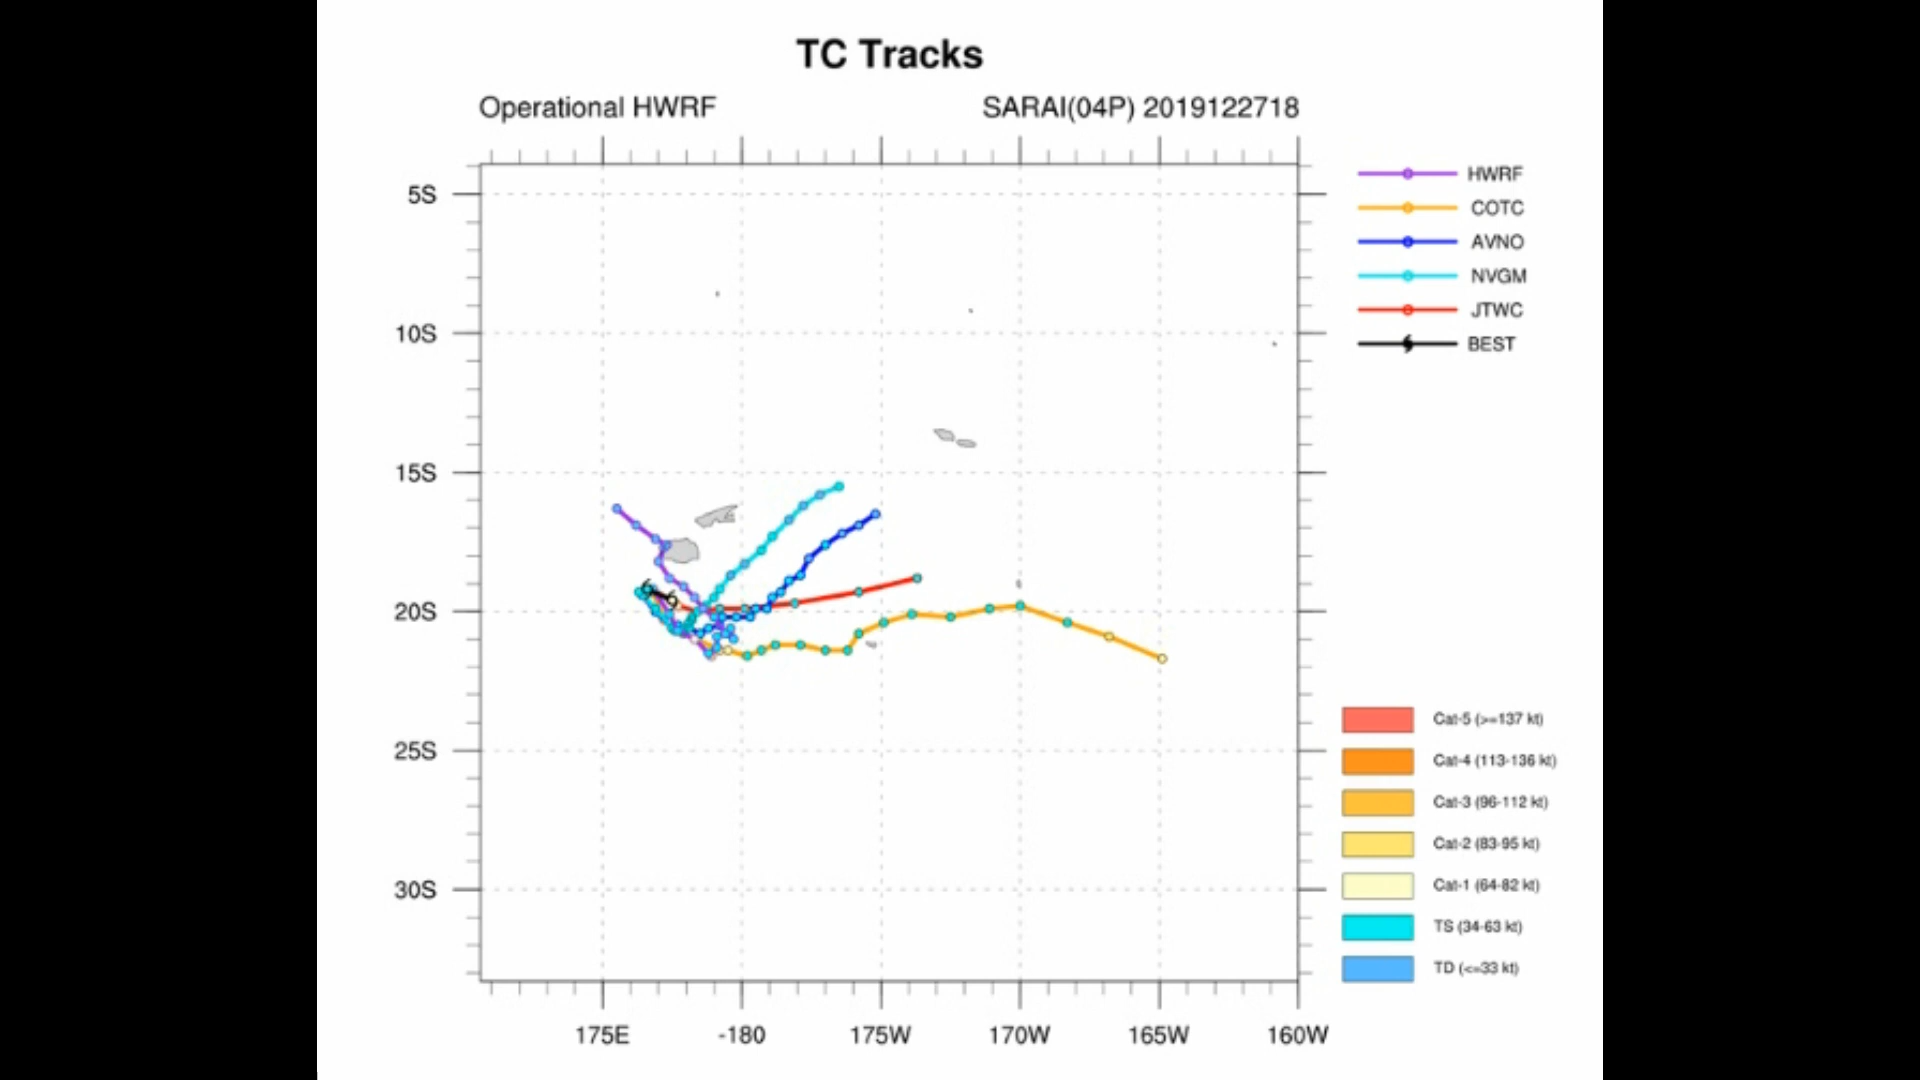 TC Tracks
Operational HWRF
SARAI(04P) 2019122718
HWRF
COTC
AVNO
NVGM
JTWC
BEST
5S
10S
15S
20S
25S
30S
175E
-180
175W
170W
165W
160W
Cat-5 (>=137 kt)
Cat-4 (113-136 kt)
Cat-3 (96-112 kt)
Cat-2 (83-95 kt)
Cat-1 (64-82 kt)
TS (34-63 kt)
TD (<=33 kt)